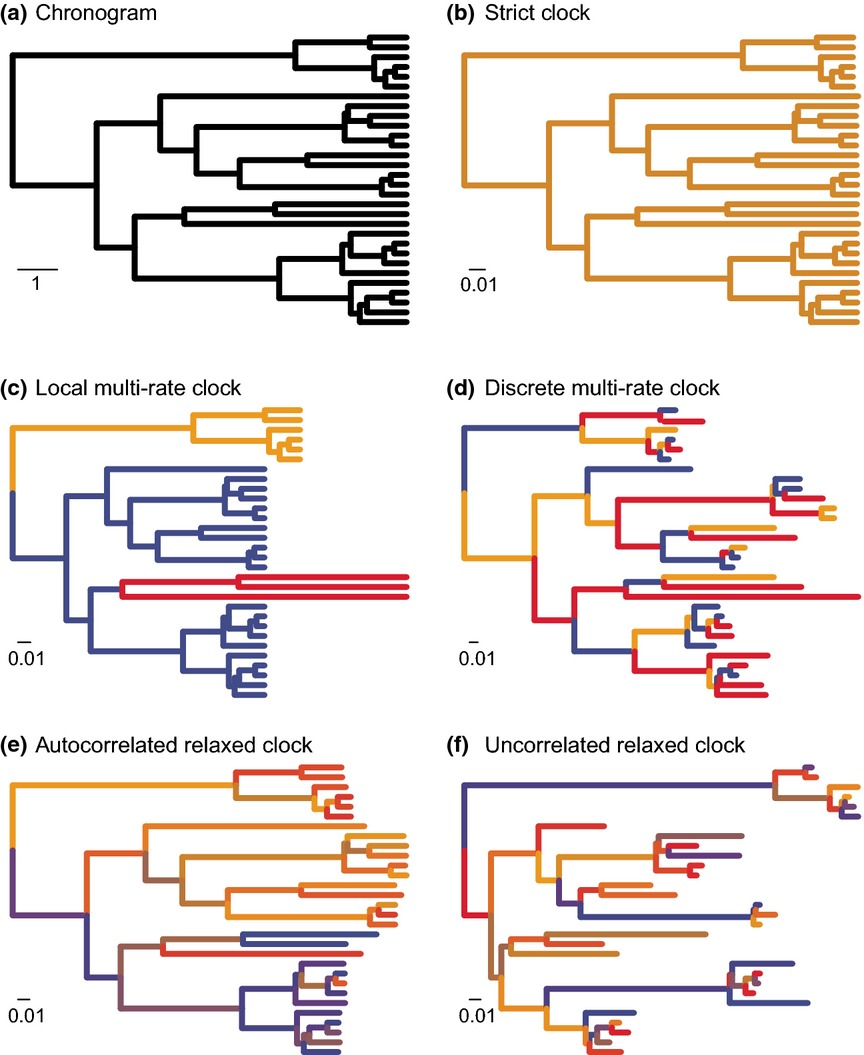 (a) Chronogram
(b) Strict clock
1
0.01
(c) Local multi-rate clock
(d) Discrete multi-rate clock
0.01
0.01
(e) Autocorrelated relaxed clock
(f) Uncorrelated relaxed clock
0.01
0.01